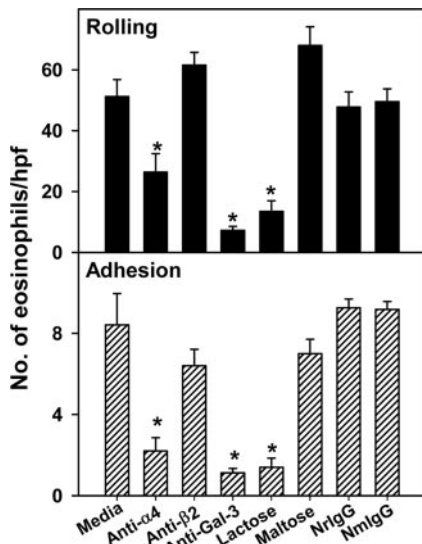 Rolling
60
40
20
0
*
*
*
No. of eosinophils/hpf
Adhesion
8
4
0
*
*
*
Media
Anti-α4
Anti-β2
Anti-Gal-3
Lactose
Maltose
NrIgG
NmIgG